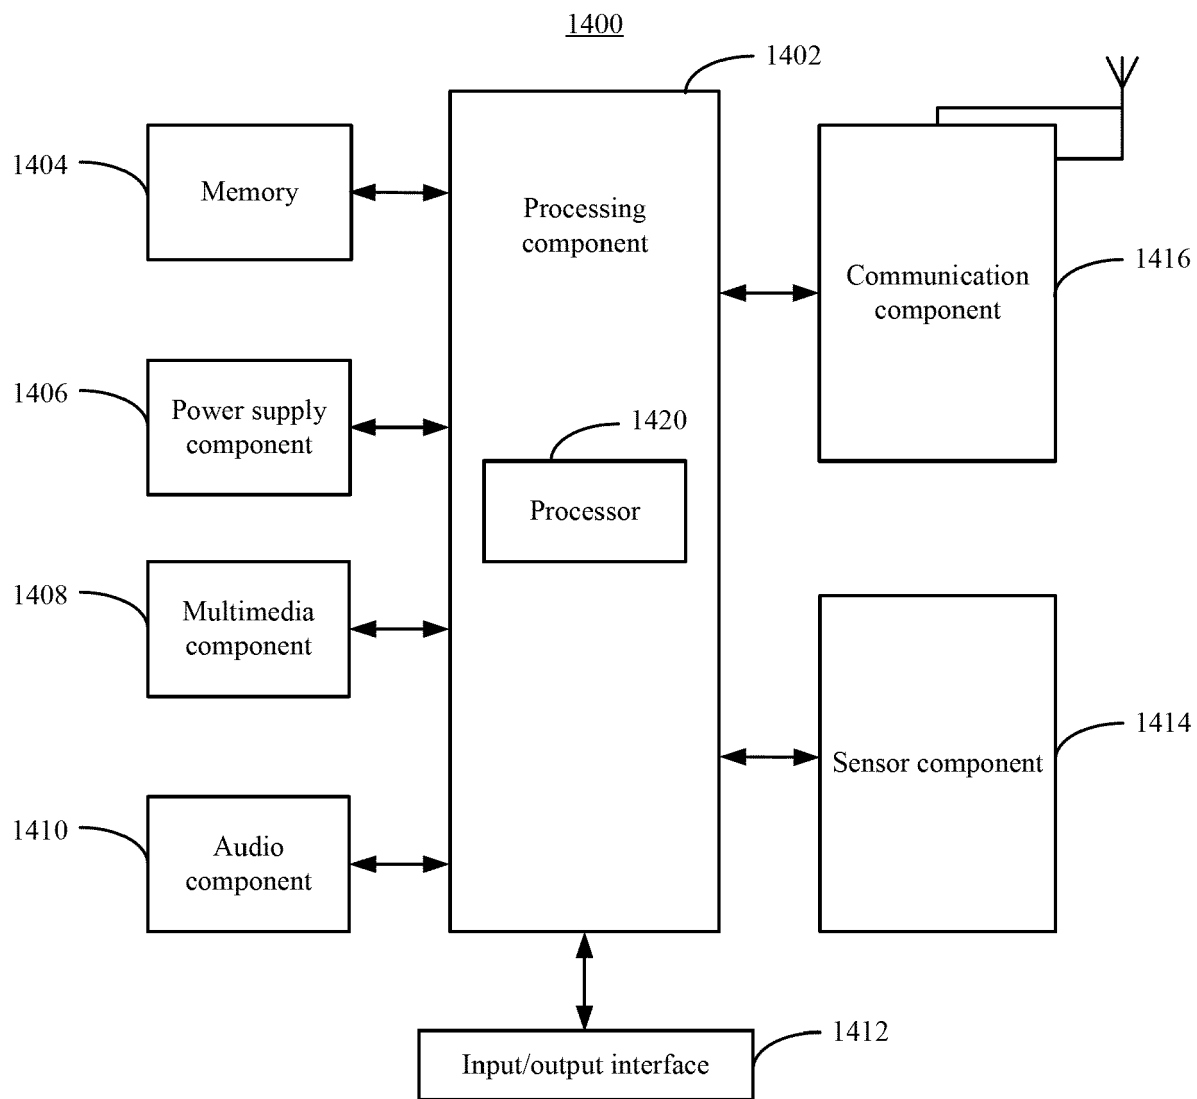 1400
1402
1404
Memory
Processing
component
Communication
component
1416
1406
Power supply
component
1420
Processor
1408
Multimedia
component
1414
Sensor component
1410
Audio
component
1412
Input/output interface